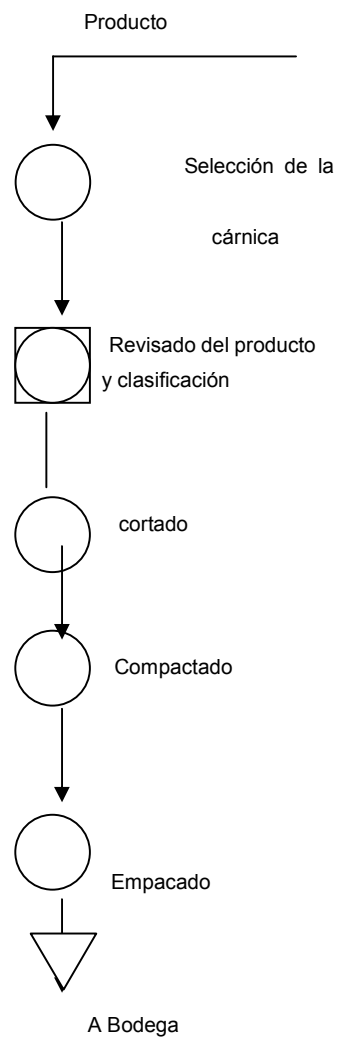 Producto
Selección de la
cárnica
Revisado del producto
y clasificación
cortado
Compactado
Empacado
A Bodega